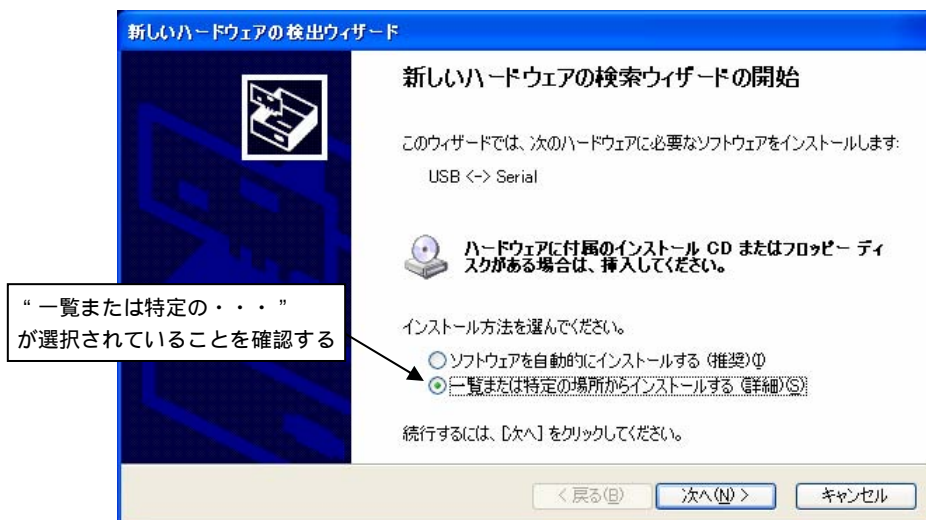 新しいハードウェアの検出ウィザード
新しいハードウェアの検索ウィザードの開始
このウィザードでは、次のハードウェアに必要なソフトウェアをインストールします:
USB <-> Serial
ハードウェアに付属のインストール CD またはフロッピー ディ
スクがある場合は、挿入してください。
“一覧または特定の・・・”
が選択されていることを確認する
インストール方法を選んでください。
ソフトウェアを自動的にインストールする (推奨)(I)
一覧または特定の場所からインストールする (詳細)(S)
続行するには、[次へ] をクリックしてください。
< 戻る(B)
次へ(N) >
キャンセル